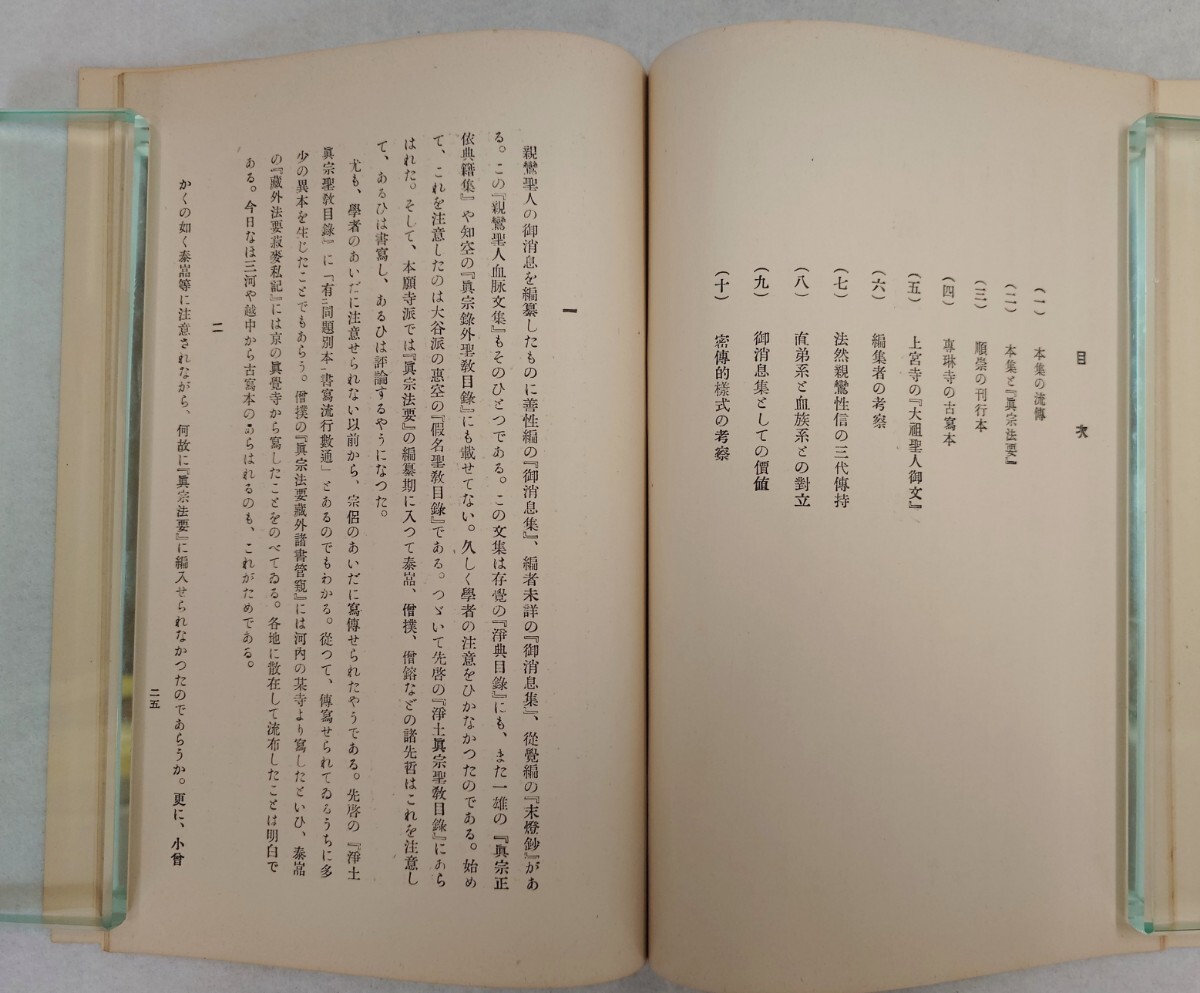 目次
(一) 本集の流傳
(二) 本集と『眞宗法要』
(三) 順崇の刊行本
(四) 專琳寺の古寫本
(五) 上宮寺の『大祖聖人御文』
(六) 編集者の考察
(七) 法然親鸞性信の三代傳持
(八) 直弟系と血族系との對立
(九) 御消息集としての價値
(十) 密傳的樣式の考察
一
親鸞聖人の御消息を編纂したものに善性編の『御消息集』、編者未詳の『御消息集』、從覺編の『末燈鈔』があ
る。この『親鸞聖人血脉文集』もそのひとつである。この文集は存覺の『淨典目錄』にも、また一雄の『眞宗正
依典籍集』や知空の『眞宗錄外聖敎目錄』にも載せてない。久しく學者の注意をひかなかつたのである。始め
て、これを注意したのは大谷派の惠空の『假名聖敎目錄』である。つゞいて先啓の『淨土眞宗聖敎目錄』にあら
はれた。そして、本願寺派では『眞宗法要』の編纂期に入つて泰嵓、僧撲、僧鎔などの諸先哲はこれを注意し
て、あるひは書寫し、あるひは評論するやうになつた。
尤も、學者のあいだに注意せられない以前から、宗侶のあいだに寫傳せられたやうである。先啓の『淨土
眞宗聖敎目錄』に「有㆓同題別本㆒書寫流行數通」とあるのでもわかる。從つて、傳寫せられてゐるうちに多
少の異本を生じたことでもあらう。僧撲の『眞宗法要藏外諸書管窺』には河内の某寺より寫したといひ、泰嵓
の『藏外法要菽麥私記』には京の眞覺寺から寫したことをのべてゐる。各地に散在して流布したことは明白で
ある。今日なほ三河や越中から古寫本のあらはれるのも、これがためである。
二
かくの如く泰嵓等に注意されながら、何故に『眞宗法要』に編入せられなかつたのであらうか。更に、小曾
二五